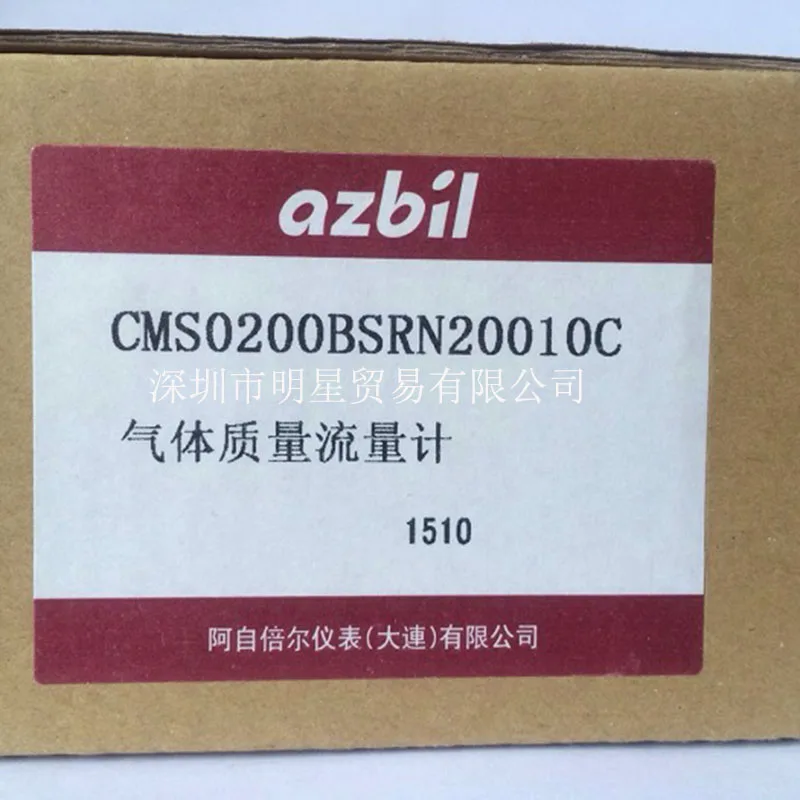 azbil
CMS0200BSRN20010C
深圳市明星贸易有限公司
气体质量流量计
1510
阿自倍尔仪表(大連)有限公司